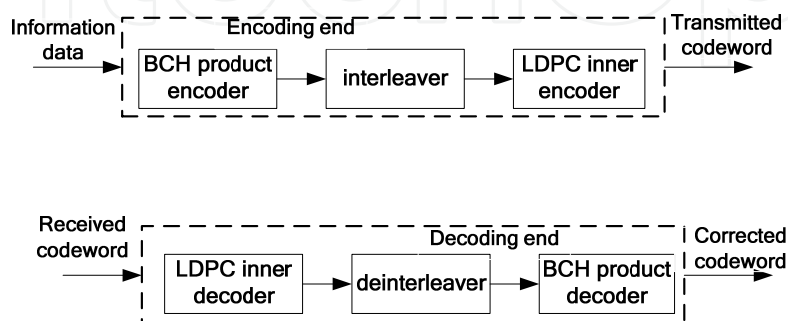 Information data
Encoding end
Transmitted codeword
BCH product encoder
interleaver
LDPC inner encoder
Received codeword
Decoding end
Corrected codeword
LDPC inner decoder
deinterleaver
BCH product decoder